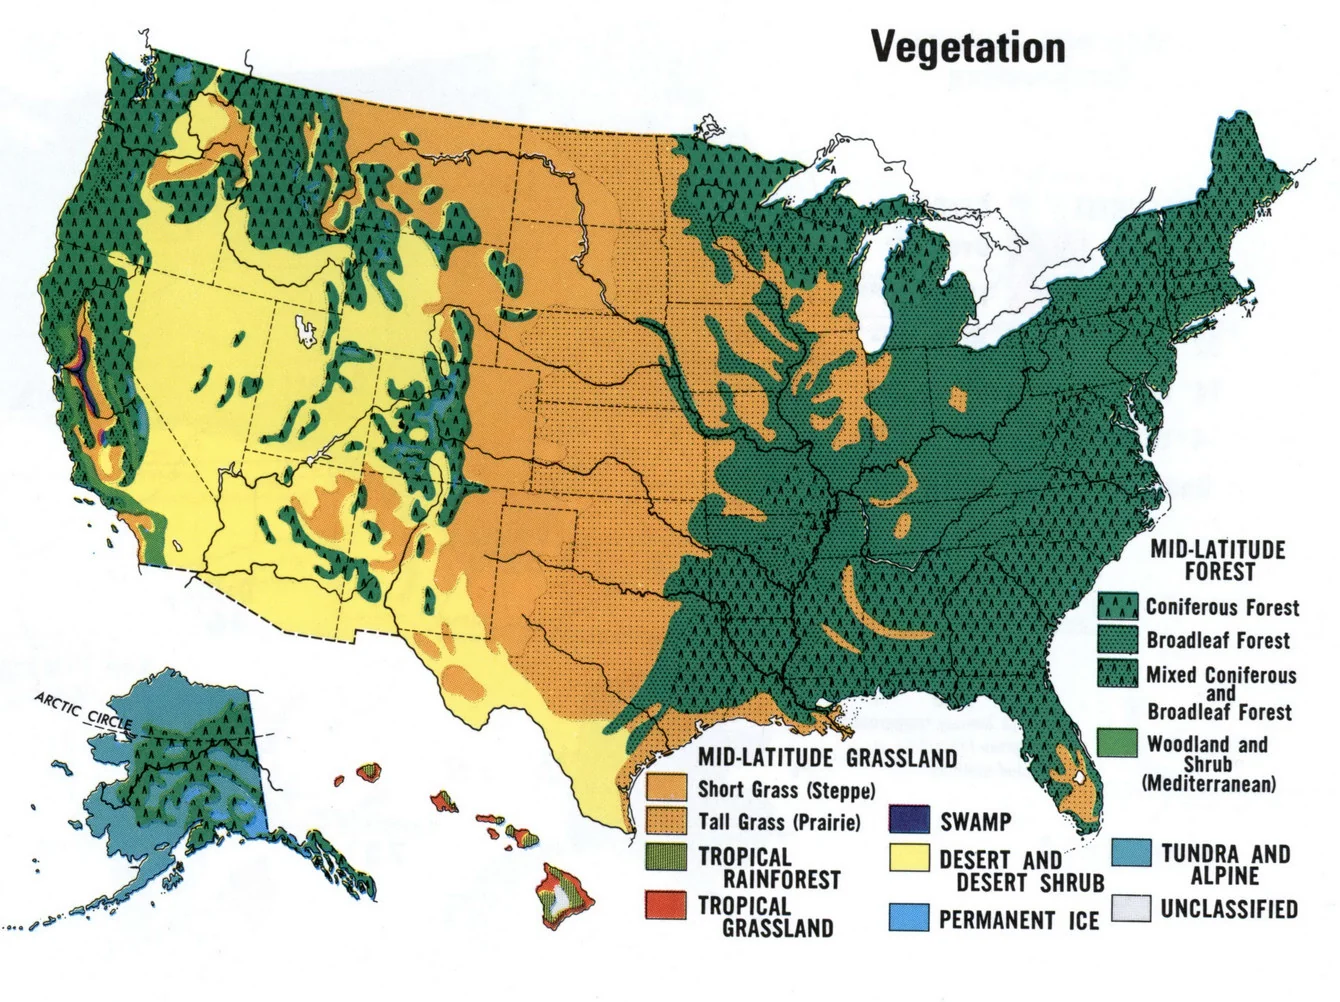 Vegetation
MID-LATITUDE
FOREST
Coniferous Forest
Broadleaf Forest
Mixed Coniferous
and
Broadleaf Forest
Woodland and
Shrub
(Mediterranean)
ARCTIC CIRCLE
MID-LATITUDE GRASSLAND
Short Grass (Steppe)
Tall Grass (Prairie)
TROPICAL
RAINFOREST
TROPICAL
GRASSLAND
SWAMP
DESERT AND
DESERT SHRUB
PERMANENT ICE
TUNDRA AND
ALPINE
UNCLASSIFIED